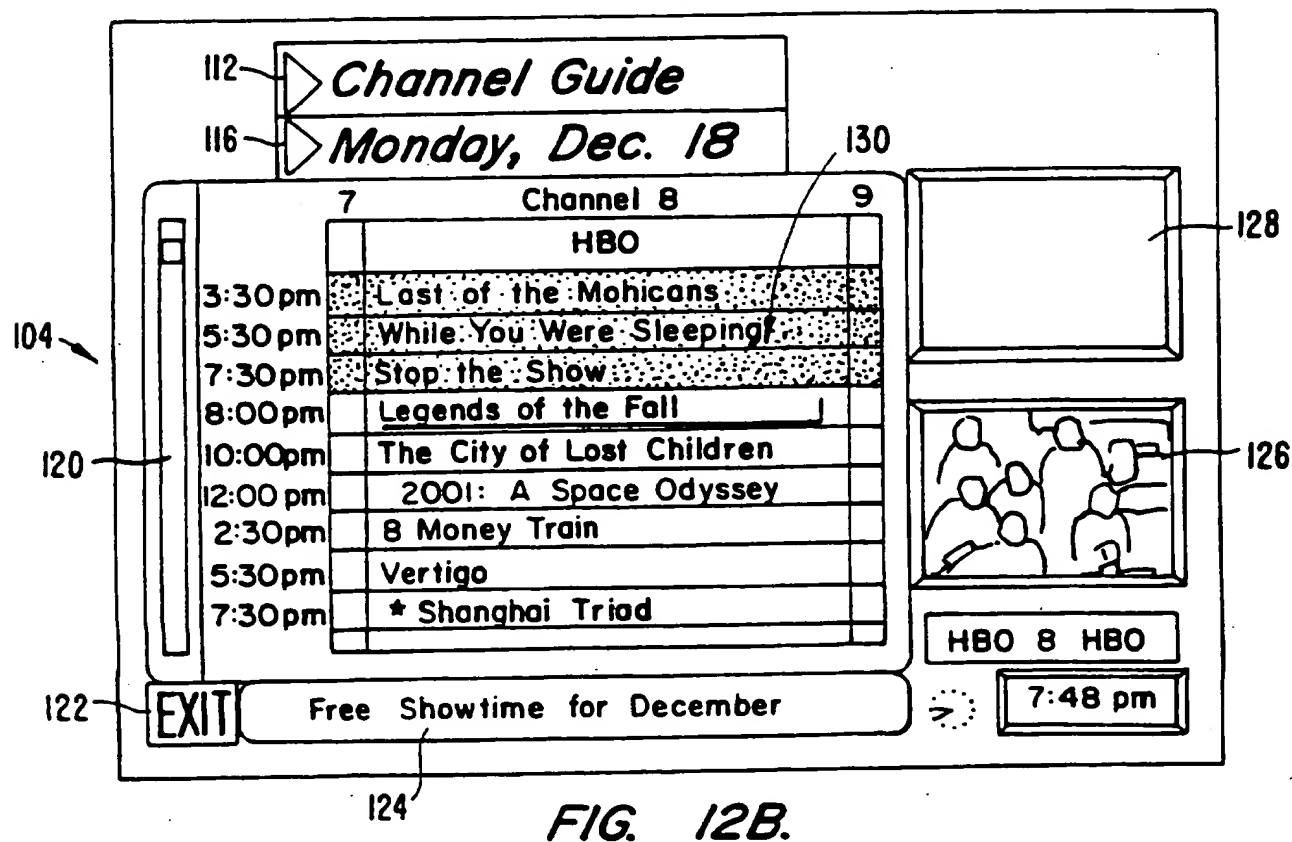 112 Channel Guide
116 Monday, Dec. 18
130
7 Channel 8 9
HBO
128
3:30pm Last of the Mohicans
104
5:30pm While You Were Sleeping
7:30pm Stop the Show
8:00pm Legends of the Fall
120
10:00pm The City of Lost Children
126
12:00pm 2001: A Space Odyssey
2:30pm 8 Money Train
5:30pm Vertigo
7:30pm * Shanghai Triad
HBO 8 HBO
122 EXIT Free Showtime for December
7:48 pm
124
FIG. 12B.